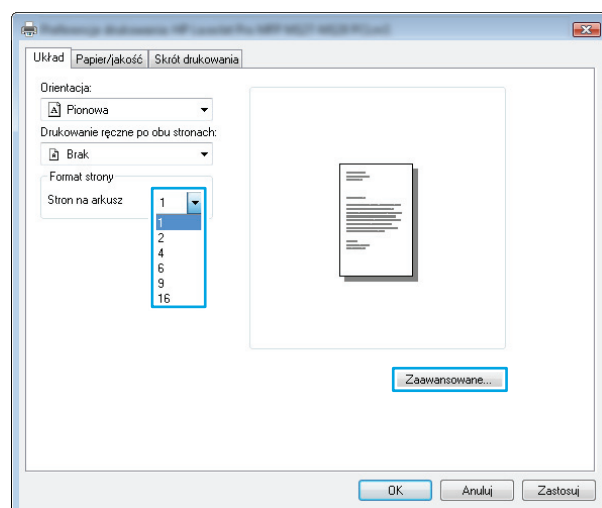 Układ Papier/jakość Skrót drukowania
Orientacja:
A Pionowa
Drukowanie ręczne po obu stronach:
Brak
Format strony
Stron na arkusz 1
1
2
4
6
9
16
Zaawansowane...
OK Anuluj Zastosuj